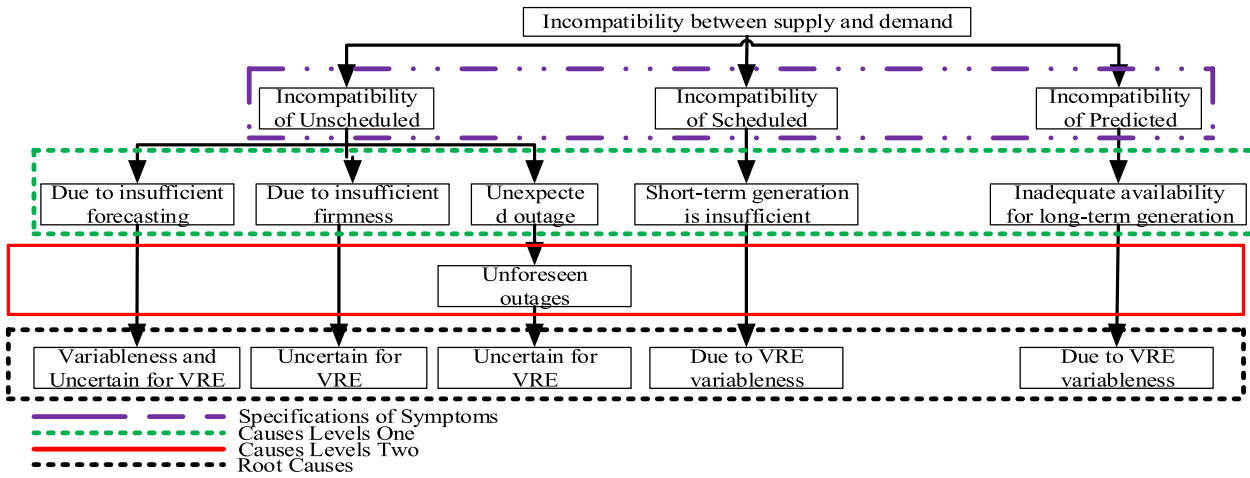 Incompatibility between supply and demand
Incompatibility
of Unscheduled
Incompatibility
of Scheduled
Incompatibility
of Predicted
Due to insufficient
forecasting
Due to insufficient
firmness
Unexpecte
d outage
Short-term generation
is insufficient
Inadequate availability
for long-term generation
Unforeseen
outages
Variableness and
Uncertain for VRE
Uncertain for
VRE
Uncertain for
VRE
Due to VRE
variableness
Due to VRE
variableness
Specifications of Symptoms
Causes Levels One
Causes Levels Two
Root Causes